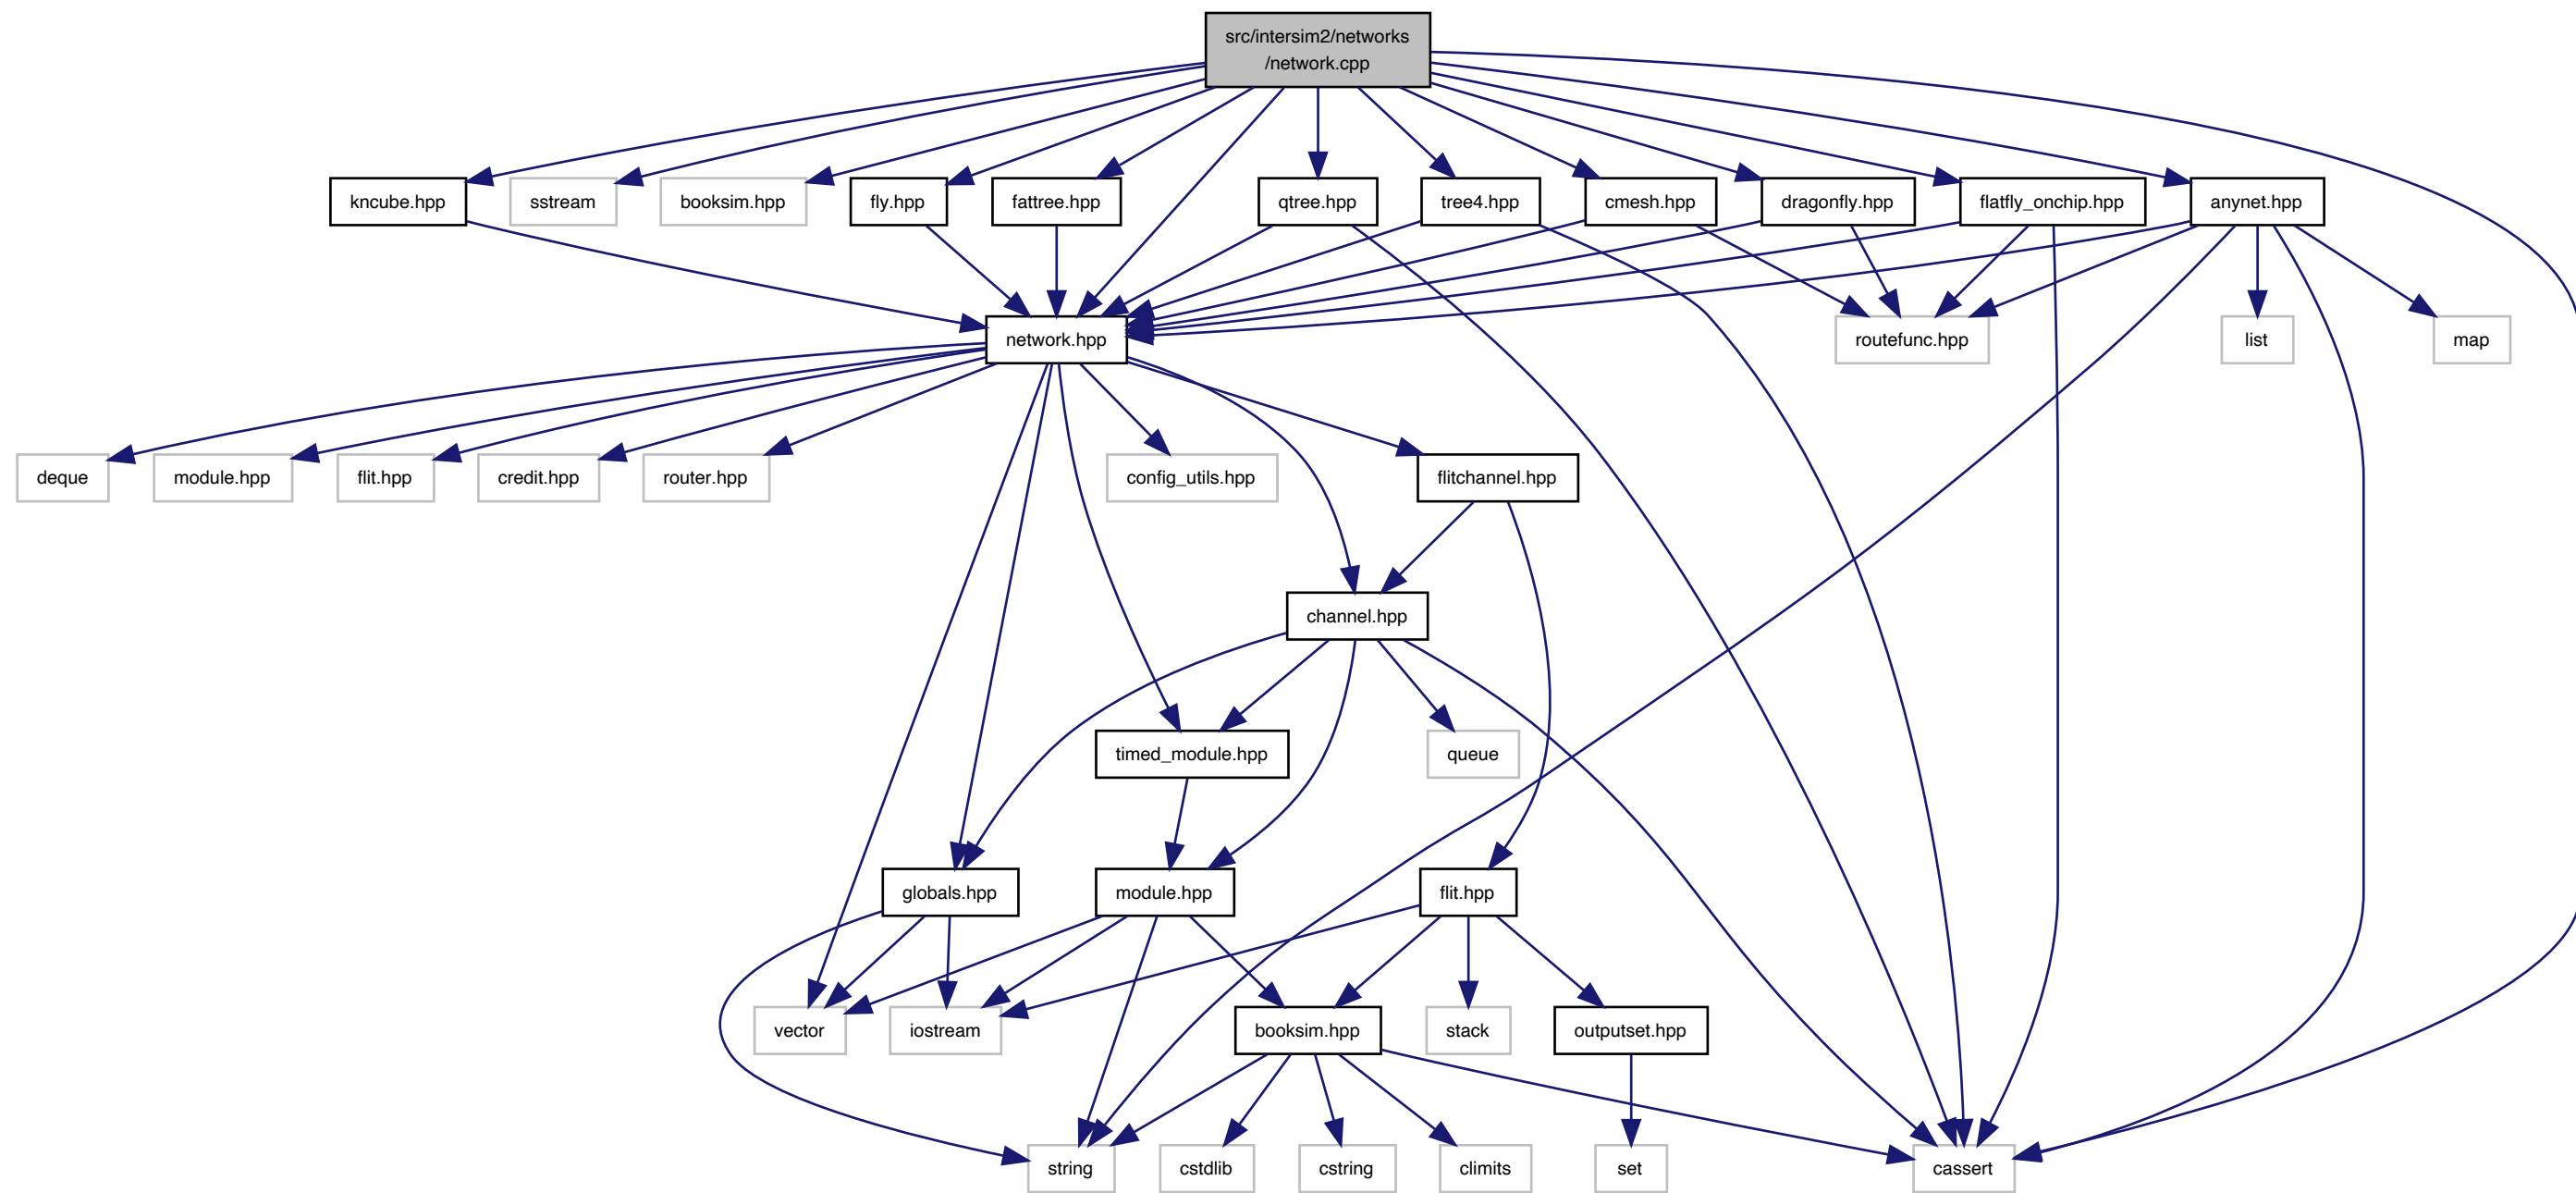 src/intersim2/networks
/network.cpp
kncube.hpp
sstream
booksim.hpp
fly.hpp
fattree.hpp
qtree.hpp
tree4.hpp
cmesh.hpp
dragonfly.hpp
flatfly_onchip.hpp
anynet.hpp
network.hpp
routefunc.hpp
list
map
deque
module.hpp
flit.hpp
credit.hpp
router.hpp
config_utils.hpp
flitchannel.hpp
channel.hpp
timed_module.hpp
queue
globals.hpp
module.hpp
flit.hpp
vector
iostream
booksim.hpp
stack
outputset.hpp
string
cstdlib
cstring
climits
set
cassert